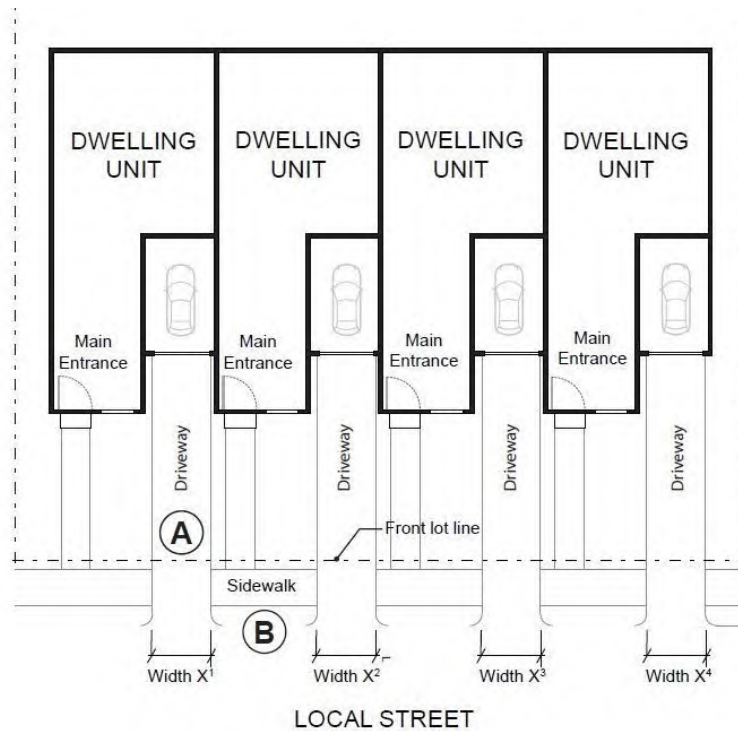 DWELLING
UNIT
DWELLING
UNIT
DWELLING
UNIT
DWELLING
UNIT
Main
Entrance
Main
Entrance
Main
Entrance
Main
Entrance
Driveway
Driveway
Driveway
Driveway
A
Front lot line
Sidewalk
B
Width X¹
Width X²
Width X³
Width X⁴
LOCAL STREET